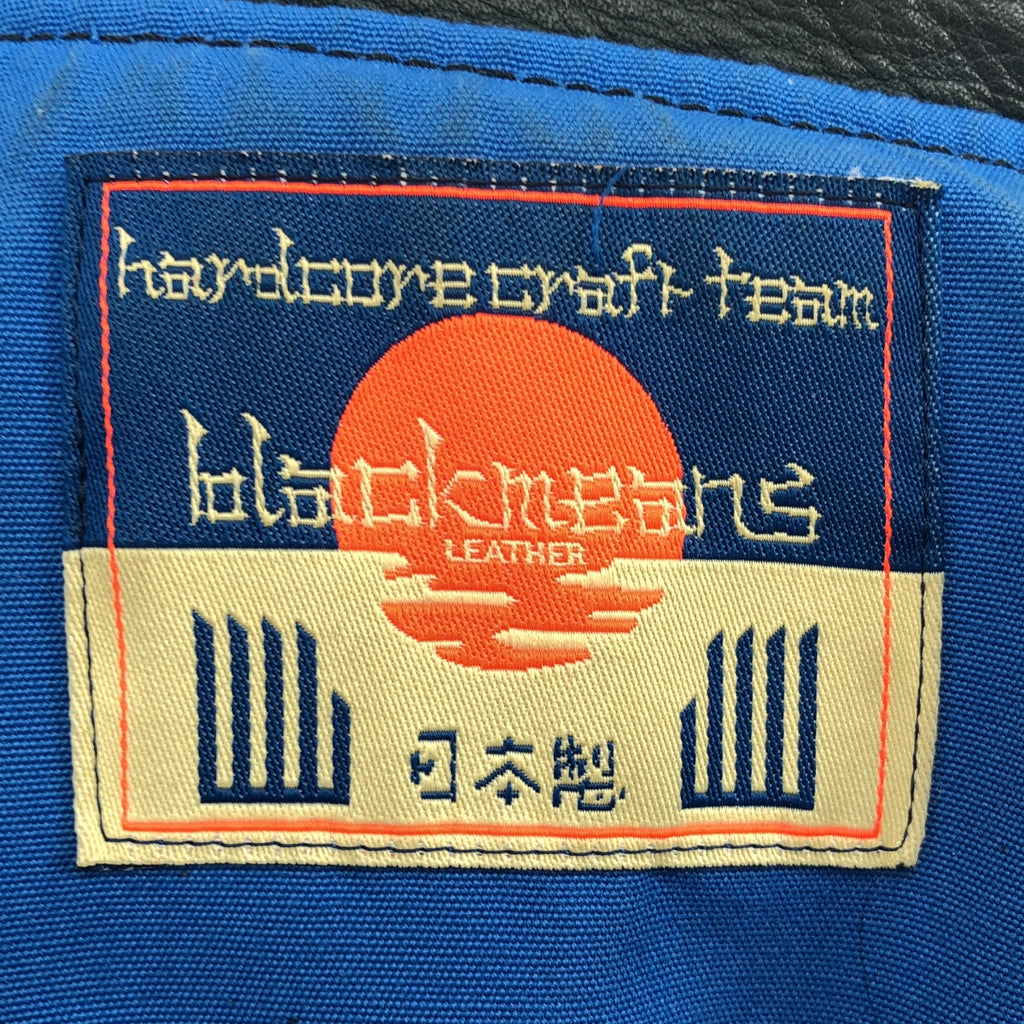 hardcore craft team
blackmeans
LEATHER
日本製